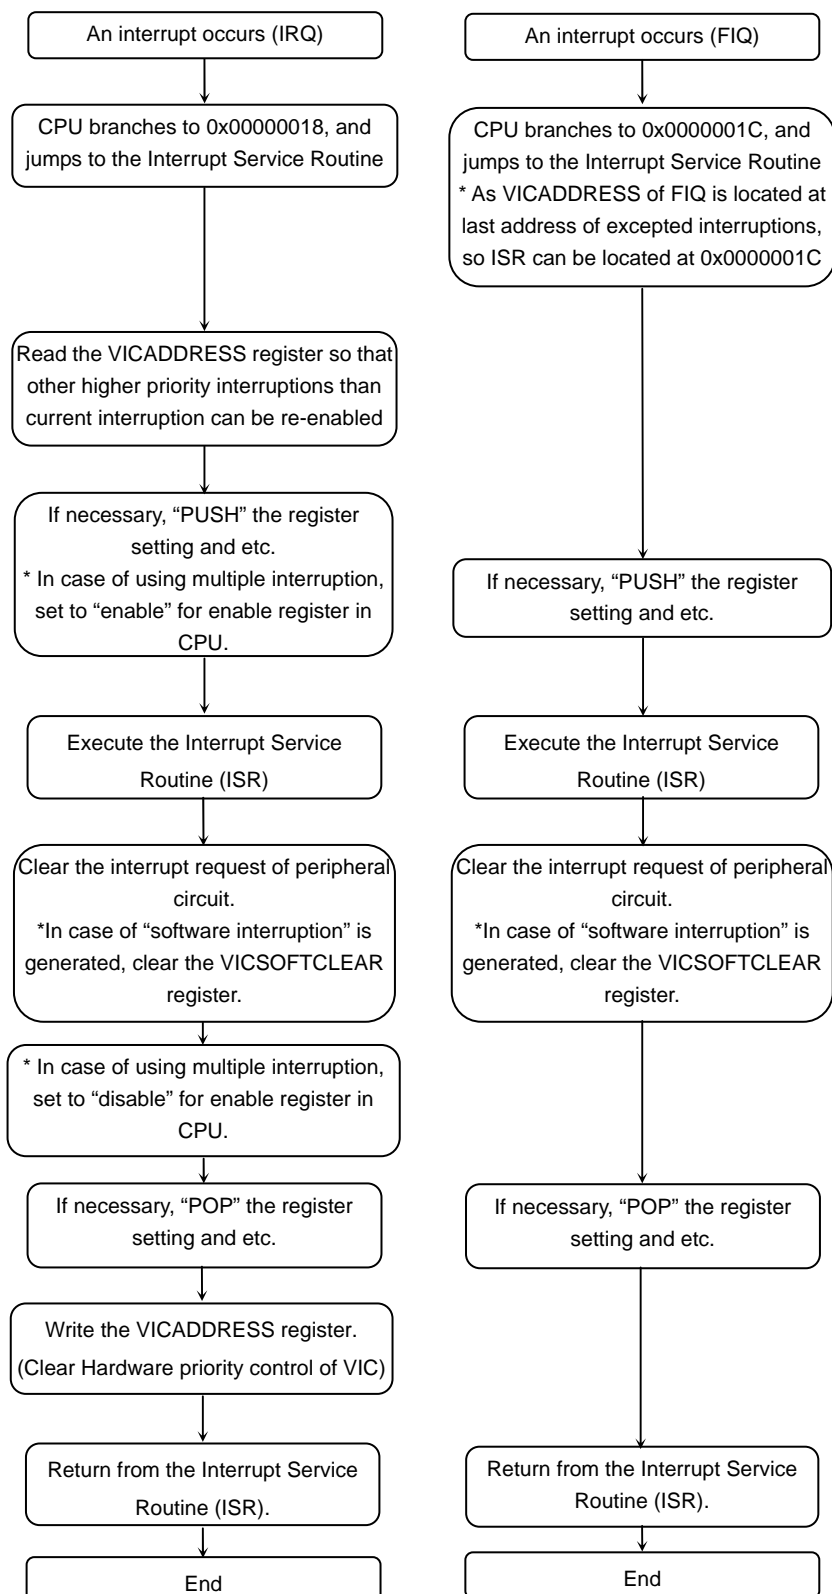 An interrupt occurs (IRQ)
CPU branches to 0x00000018, and
jumps to the Interrupt Service Routine
Read the VICADDRESS register so that
other higher priority interruptions than
current interruption can be re-enabled
If necessary, “PUSH” the register
setting and etc.
* In case of using multiple interruption,
set to “enable” for enable register in
CPU.
Execute the Interrupt Service
Routine (ISR)
Clear the interrupt request of peripheral
circuit.
*In case of “software interruption” is
generated, clear the VICSOFTCLEAR
register.
* In case of using multiple interruption,
set to “disable” for enable register in
CPU.
If necessary, “POP” the register
setting and etc.
Write the VICADDRESS register.
(Clear Hardware priority control of VIC)
Return from the Interrupt Service
Routine (ISR).
End
An interrupt occurs (FIQ)
CPU branches to 0x0000001C, and
jumps to the Interrupt Service Routine
* As VICADDRESS of FIQ is located at
last address of excepted interruptions,
so ISR can be located at 0x0000001C
If necessary, “PUSH” the register
setting and etc.
Execute the Interrupt Service
Routine (ISR)
Clear the interrupt request of peripheral
circuit.
*In case of “software interruption” is
generated, clear the VICSOFTCLEAR
register.
If necessary, “POP” the register
setting and etc.
Return from the Interrupt Service
Routine (ISR).
End